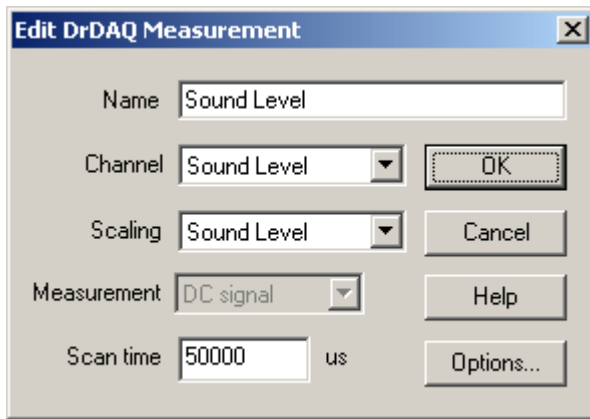 Edit DrDAQ Measurement
Name Sound Level
Channel Sound Level OK
Scaling Sound Level Cancel
Measurement DC signal Help
Scan time 50000 us Options...